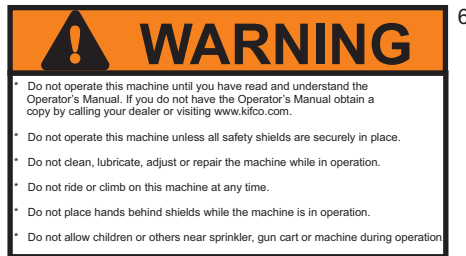 WARNING
6
* Do not operate this machine until you have read and understand the
Operator's Manual. If you do not have the Operator's Manual obtain a
copy by calling your dealer or visiting www.kifco.com.
* Do not operate this machine unless all safety shields are securely in place.
* Do not clean, lubricate, adjust or repair the machine while in operation.
* Do not ride or climb on this machine at any time.
* Do not place hands behind shields while the machine is in operation.
* Do not allow children or others near sprinkler, gun cart or machine during operation.